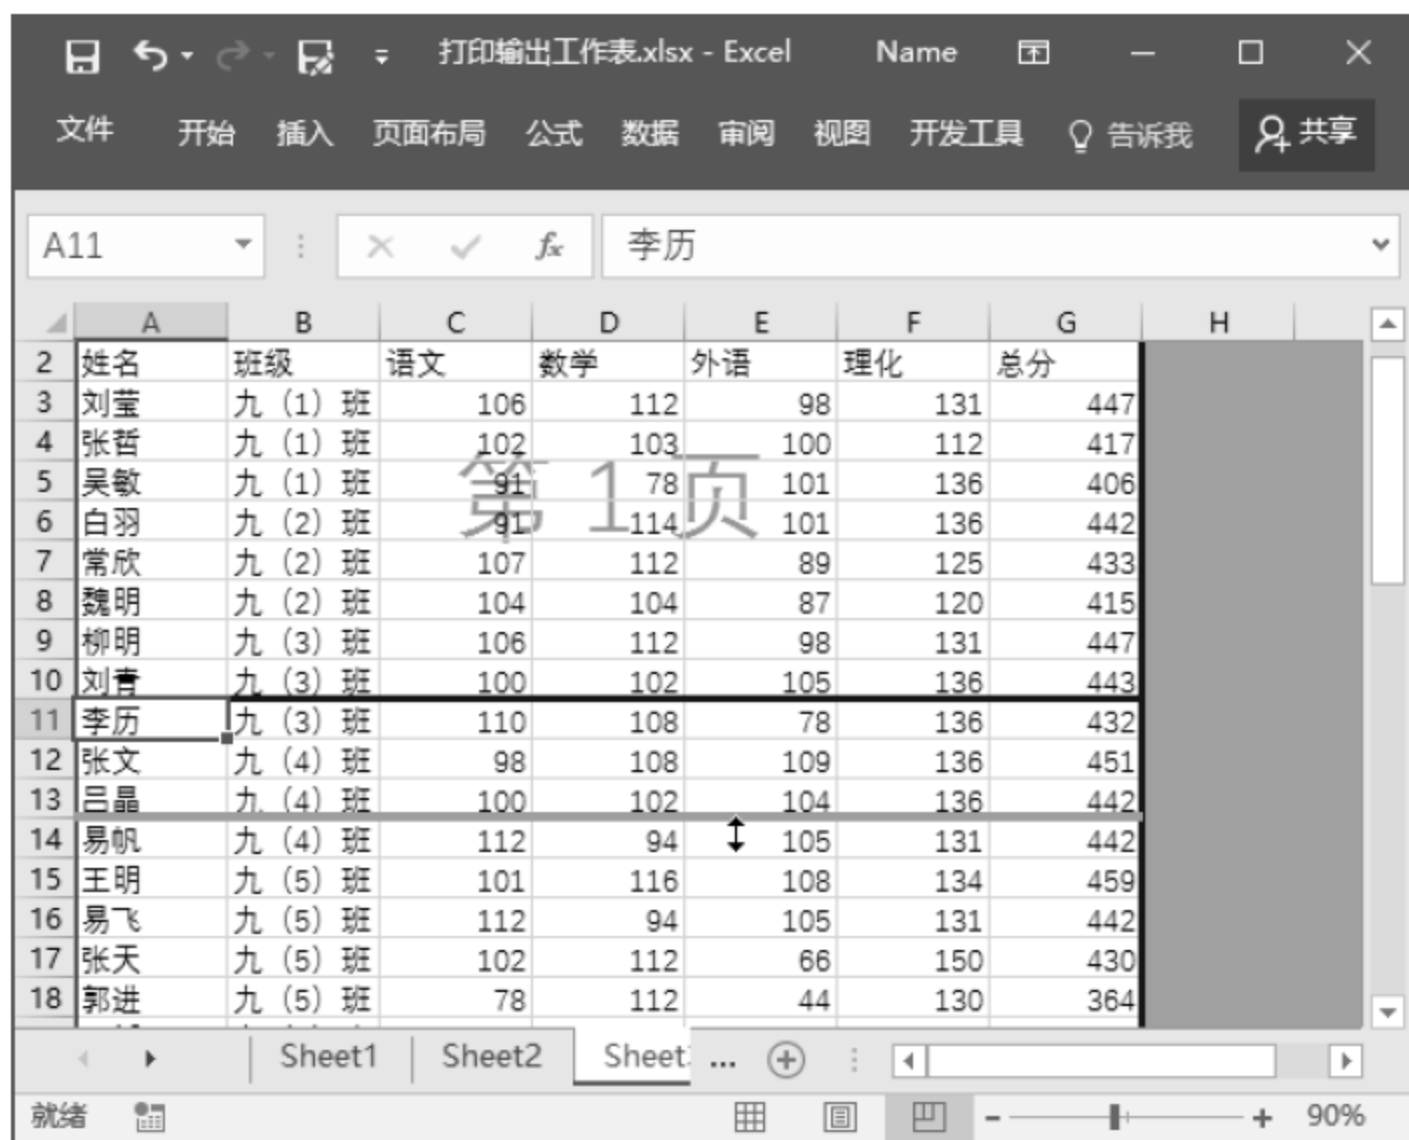 打印输出工作表.xlsx - Excel Name
文件 开始 插入 页面布局 公式 数据 审阅 视图 开发工具 告诉我 共享
A11 fx 李历
A B C D E F G H
2 姓名 班级 语文 数学 外语 理化 总分
3 刘莹 九（1）班 106 112 98 131 447
4 张哲 九（1）班 102 103 100 112 417
第 1 页
5 吴敏 九（1）班 91 78 101 136 406
6 白羽 九（2）班 91 114 101 136 442
7 常欣 九（2）班 107 112 89 125 433
8 魏明 九（2）班 104 104 87 120 415
9 柳明 九（3）班 106 112 98 131 447
10 刘青 九（3）班 100 102 105 136 443
11 李历 九（3）班 110 108 78 136 432
12 张文 九（4）班 98 108 109 136 451
13 吕晶 九（4）班 100 102 104 136 442
14 易帆 九（4）班 112 94 105 131 442
15 王明 九（5）班 101 116 108 134 459
16 易飞 九（5）班 112 94 105 131 442
17 张天 九（5）班 102 112 66 150 430
18 郭进 九（5）班 78 112 44 130 364
Sheet1 Sheet2 Sheet ...
就绪 90%